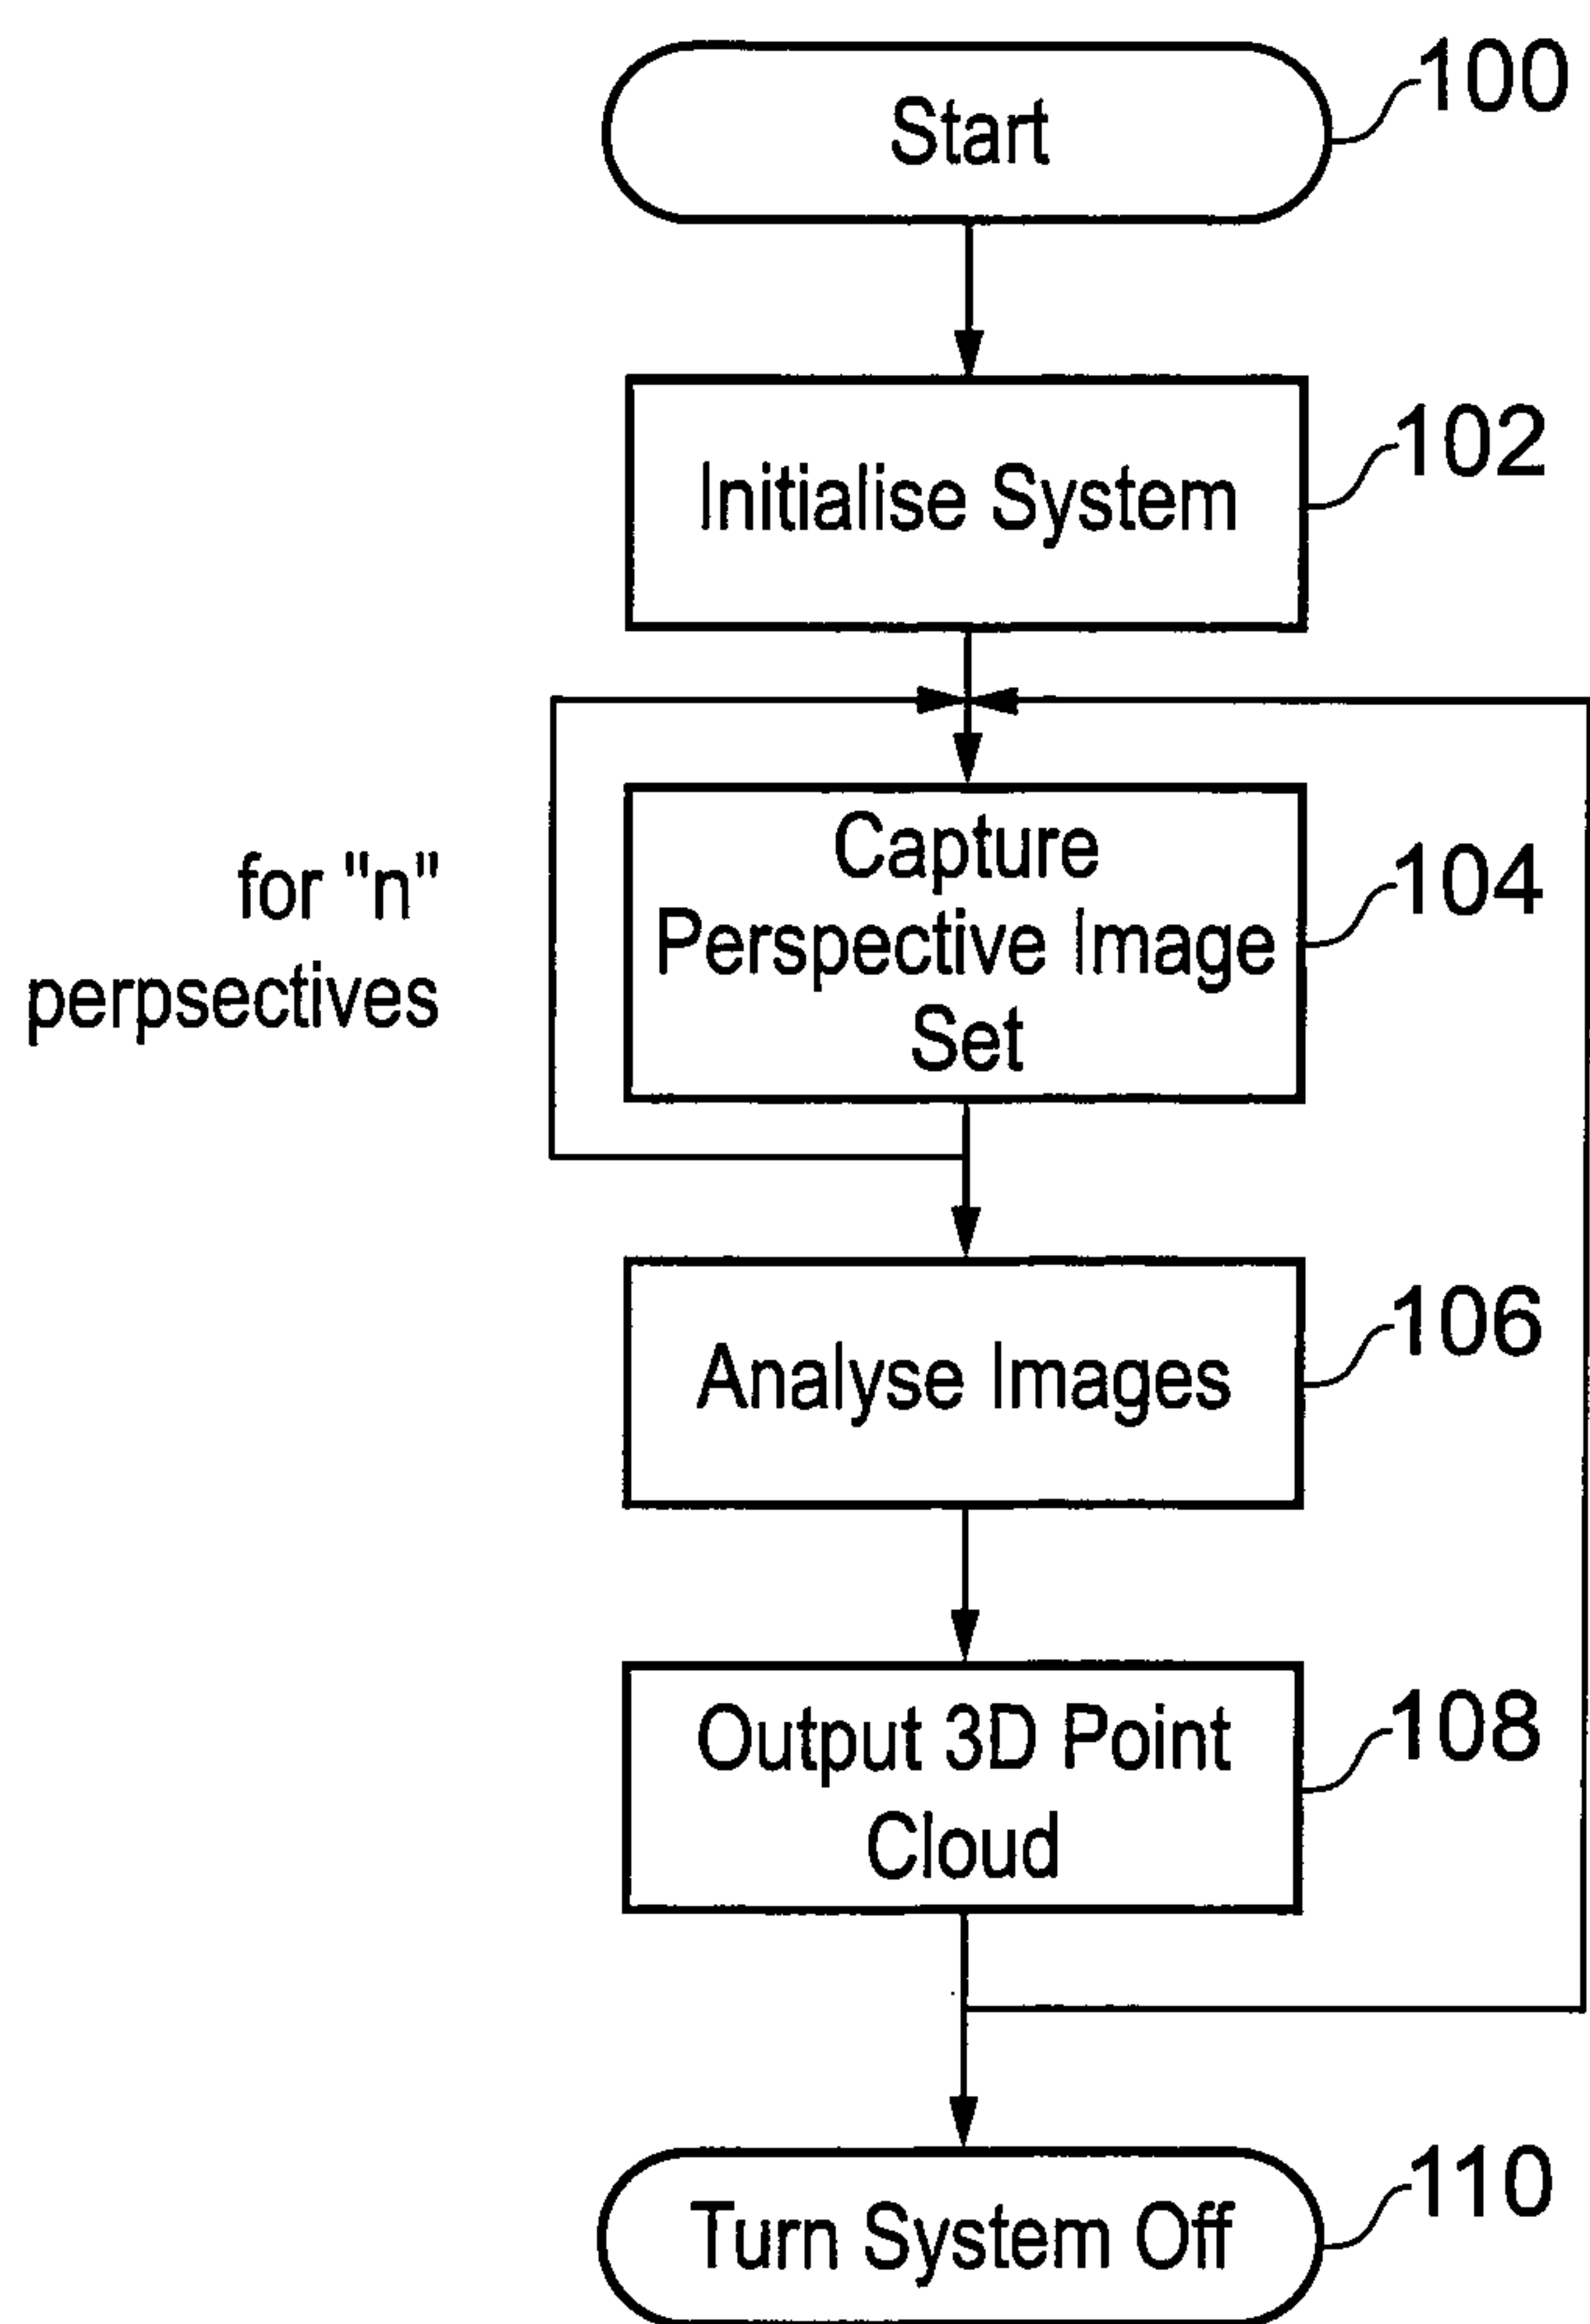 Start
100
Initialise System
102
for "n"
perpsectives
Capture
Perspective Image
Set
104
Analyse Images
106
Output 3D Point
Cloud
108
Turn System Off
110